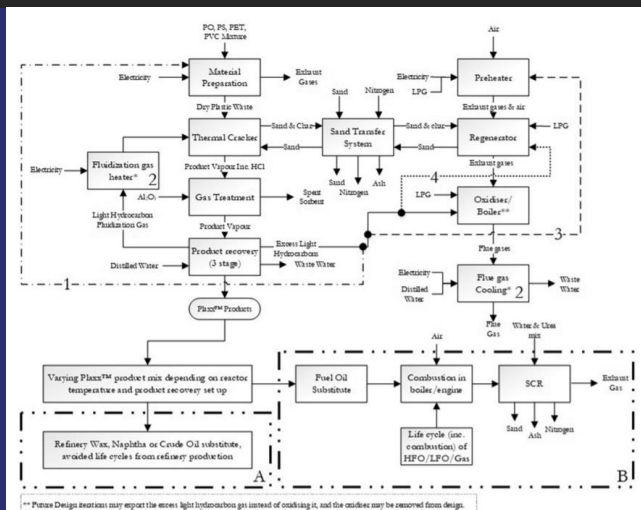 PO, PS, PET,
PVC Mixture
Air
Electricity
Material
Preparation
Exhaust
Gases
Sand
Nitrogen
Electricity
LPG
Preheater
Dry Plastic Waste
Exhaust gases & air
Thermal Cracker
Sand & Char
Sand
Sand Transfer
System
Sand & char
Sand
Regenerator
LPG
Electricity
Fluidization gas
heater* 2
Product Vapour Inc. HCl
Sand
Nitrogen
Ash
Exhaust gases
4
Al₂O₃
Gas Treatment
Spent
Sorbent
LPG
Oxidiser/
Boiler**
Light Hydrocarbon
Fluidization Gas
Product Vapour
3
Product recovery
(3 stage)
Excess Light
Hydrocarbons
Flue gases
1
Distilled Water
Waste Water
Electricity
Distilled
Water
Flue gas
Cooling* 2
Waste
Water
Plaxx™ Products
Flue
Gas
Water & Urea
mix
Air
Varying Plaxx™ product mix depending on reactor
temperature and product recovery set up
Fuel Oil
Substitute
Combustion in
boiler/engine
SCR
Exhaust
Gas
Sand
Ash
Nitrogen
Refinery Wax, Naphtha or Crude Oil substitute,
avoided life cycles from refinery production
A
Life cycle (inc.
combustion) of
HFO/LFO/Gas
B
** Future Design iterations may export the excess light hydrocarbon gas instead of oxidising it, and the oxidiser may be removed from design.